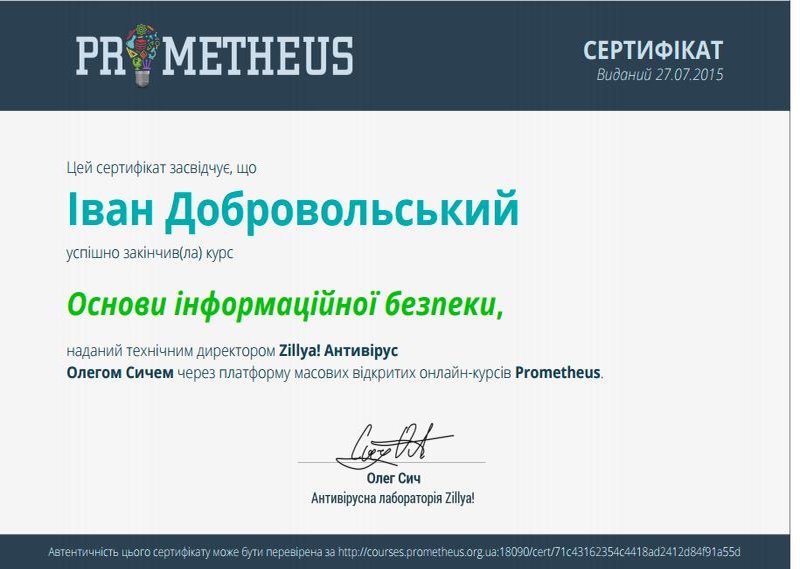 PROMETHEUS
СЕРТИФІКАТ
Виданий 27.07.2015
Цей сертифікат засвідчує, що
Іван Добровольський
успішно закінчив(ла) курс
Основи інформаційної безпеки,
наданий технічним директором Zillya! Антивірус
Олегом Сичем через платформу масових відкритих онлайн-курсів Prometheus.
Олег Сич
Антивірусна лабораторія Zillya!
Автентичність цього сертифікату може бути перевірена за http://courses.prometheus.org.ua:18090/cert/71c43162354c4418ad2412d84f91a55d